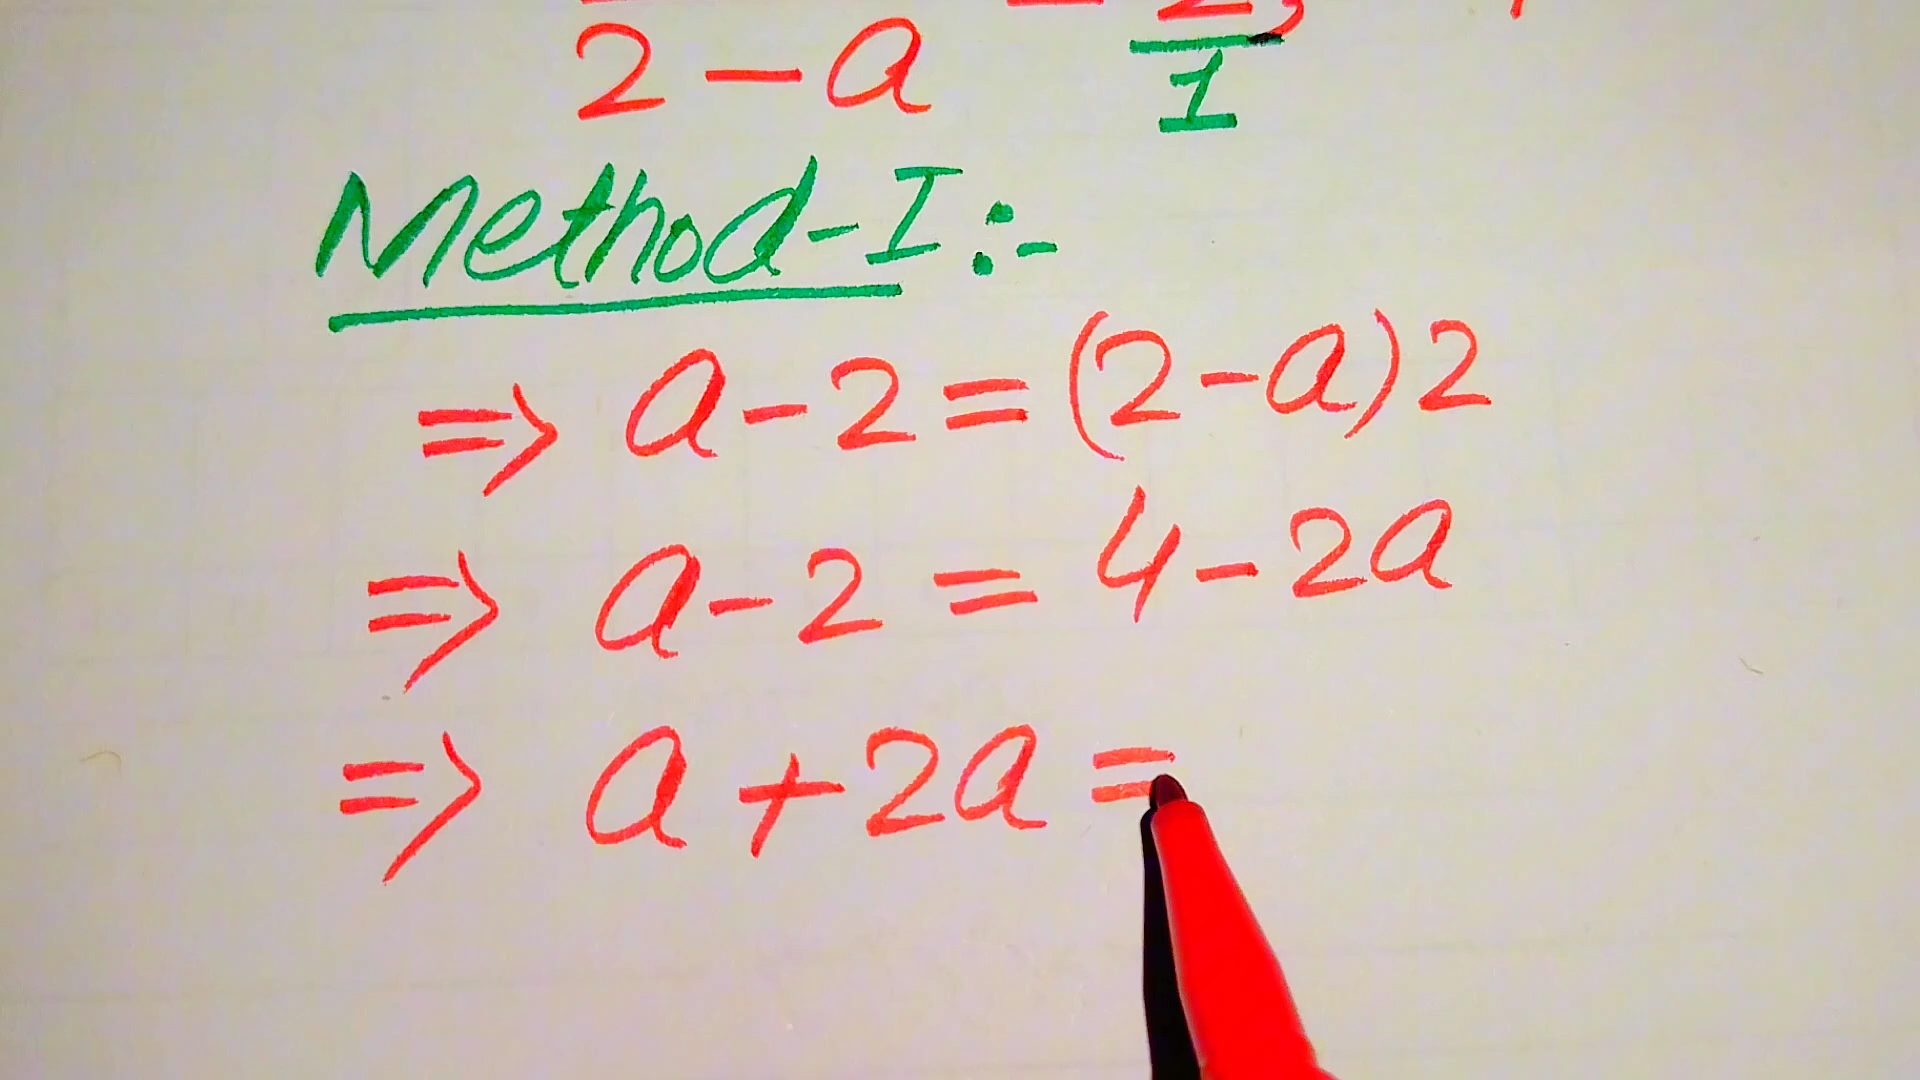 2 - a = 2,
1
Method-I:-
=> a - 2 = (2 - a)2
=> a - 2 = 4 - 2a
=> a + 2a =